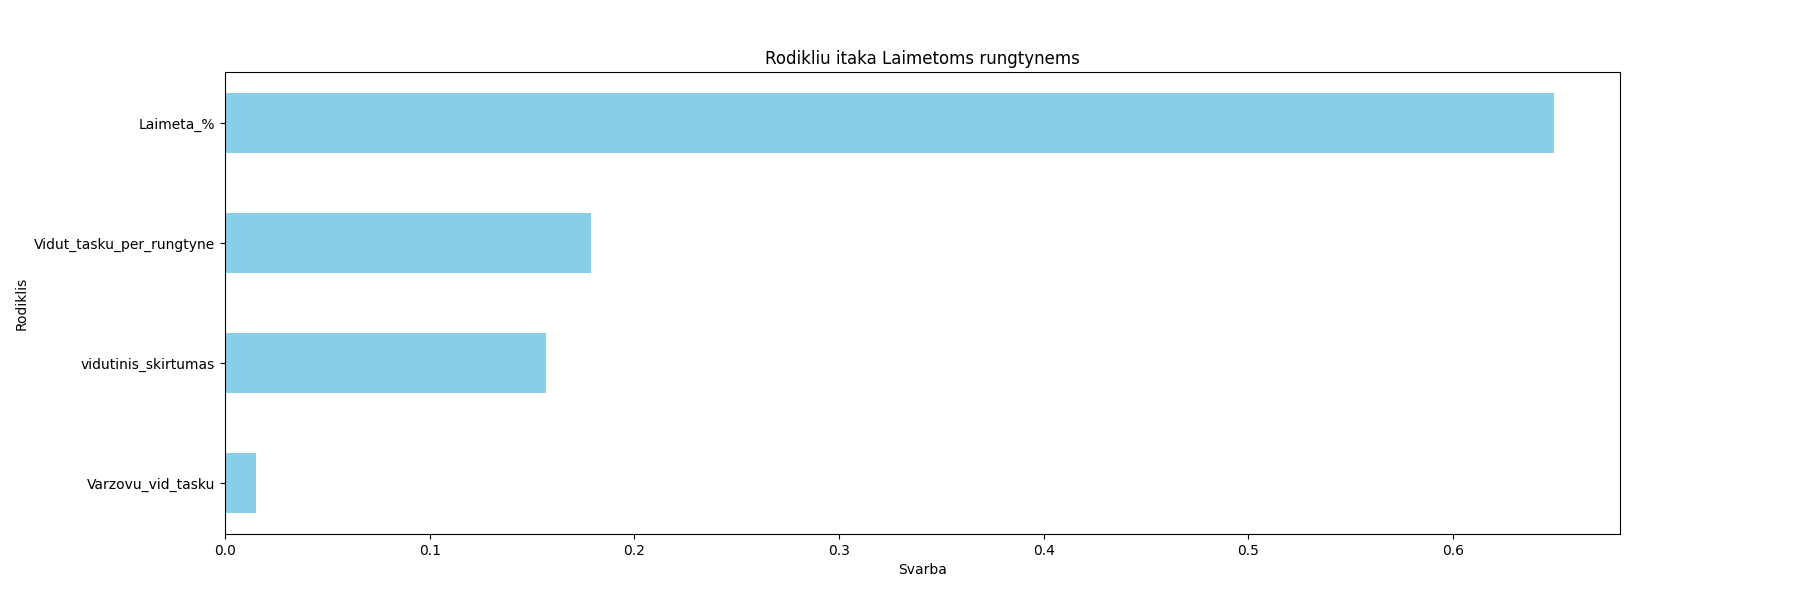 Rodikliu itaka Laimetoms rungtynems
Laimeta_%
Vidut_tasku_per_rungtyne
vidutinis_skirtumas
Varzovu_vid_tasku
Rodiklis
0.0 0.1 0.2 0.3 0.4 0.5 0.6
Svarba